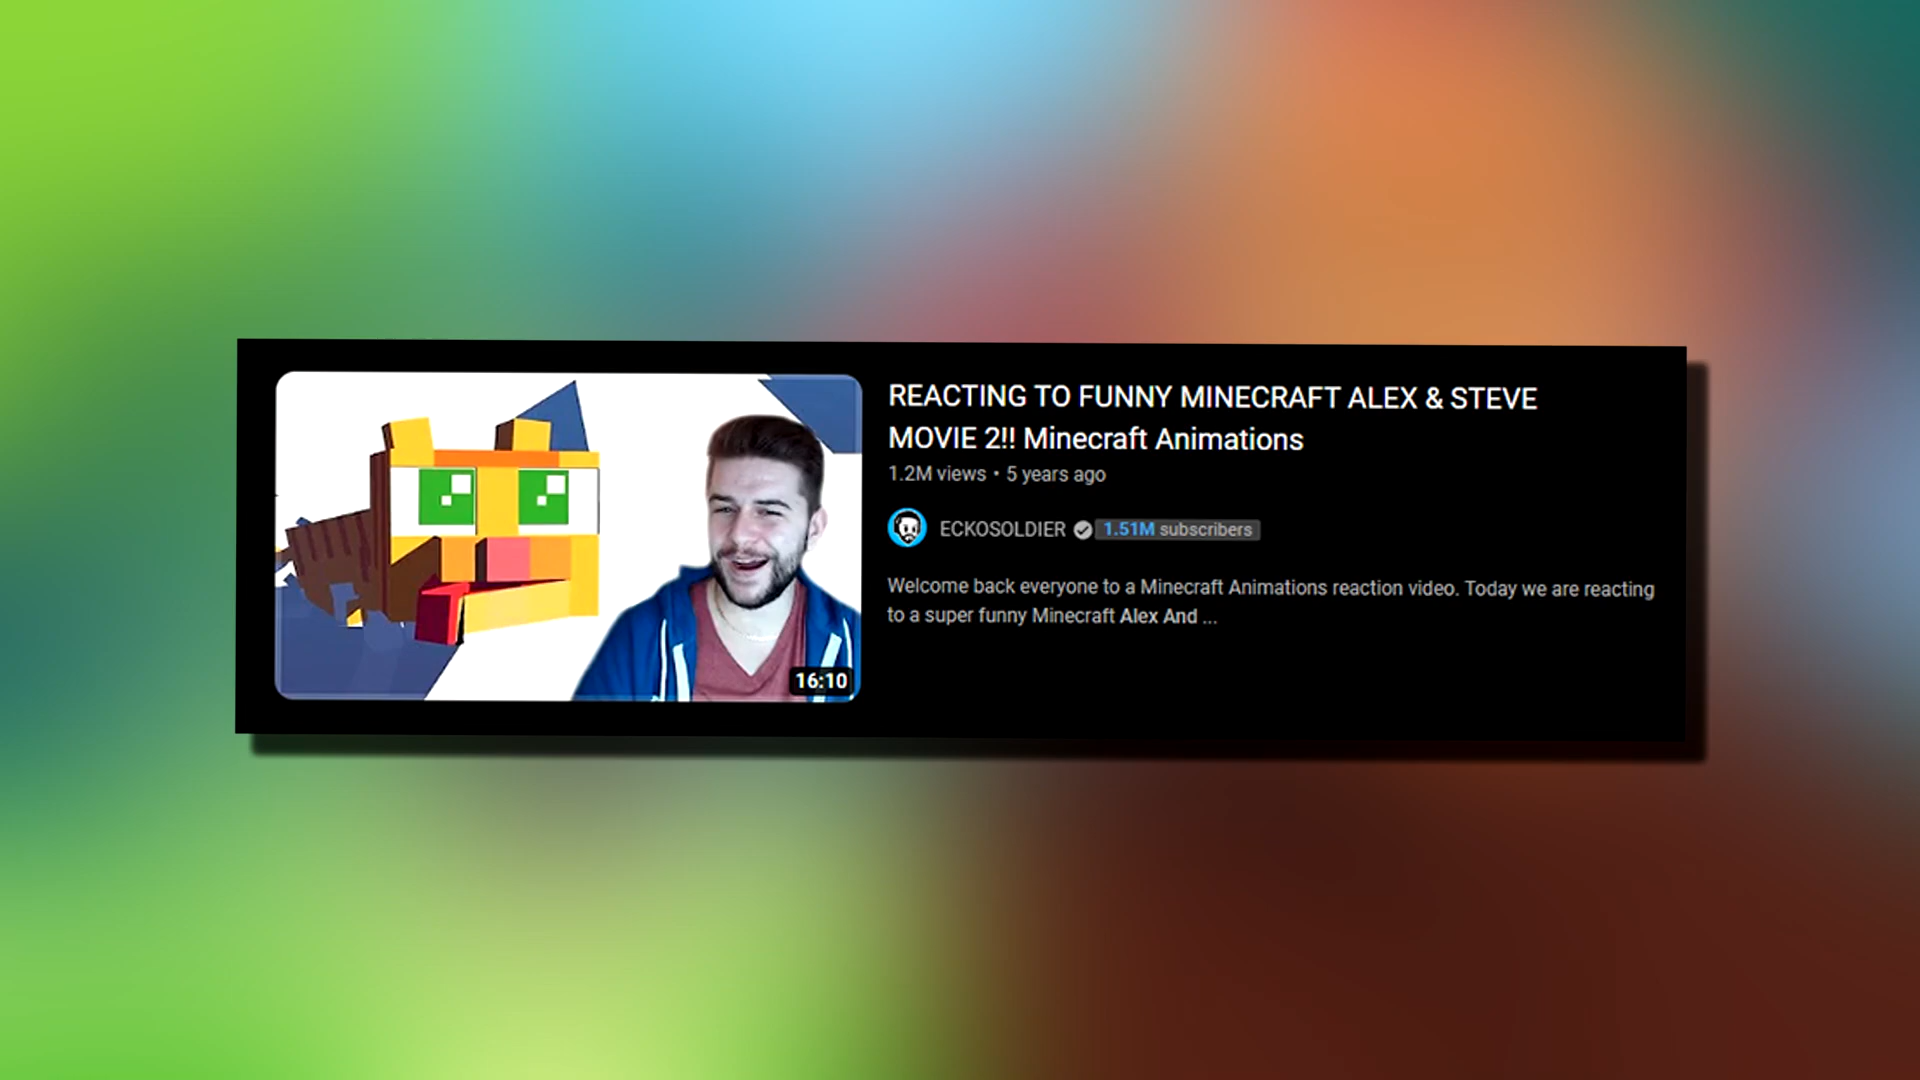 REACTING TO FUNNY MINECRAFT ALEX & STEVE
MOVIE 2!! Minecraft Animations
1.2M views • 5 years ago
ECKOSOLDIER 1.51M subscribers
Welcome back everyone to a Minecraft Animations reaction video. Today we are reacting
to a super funny Minecraft Alex And ...
16:10